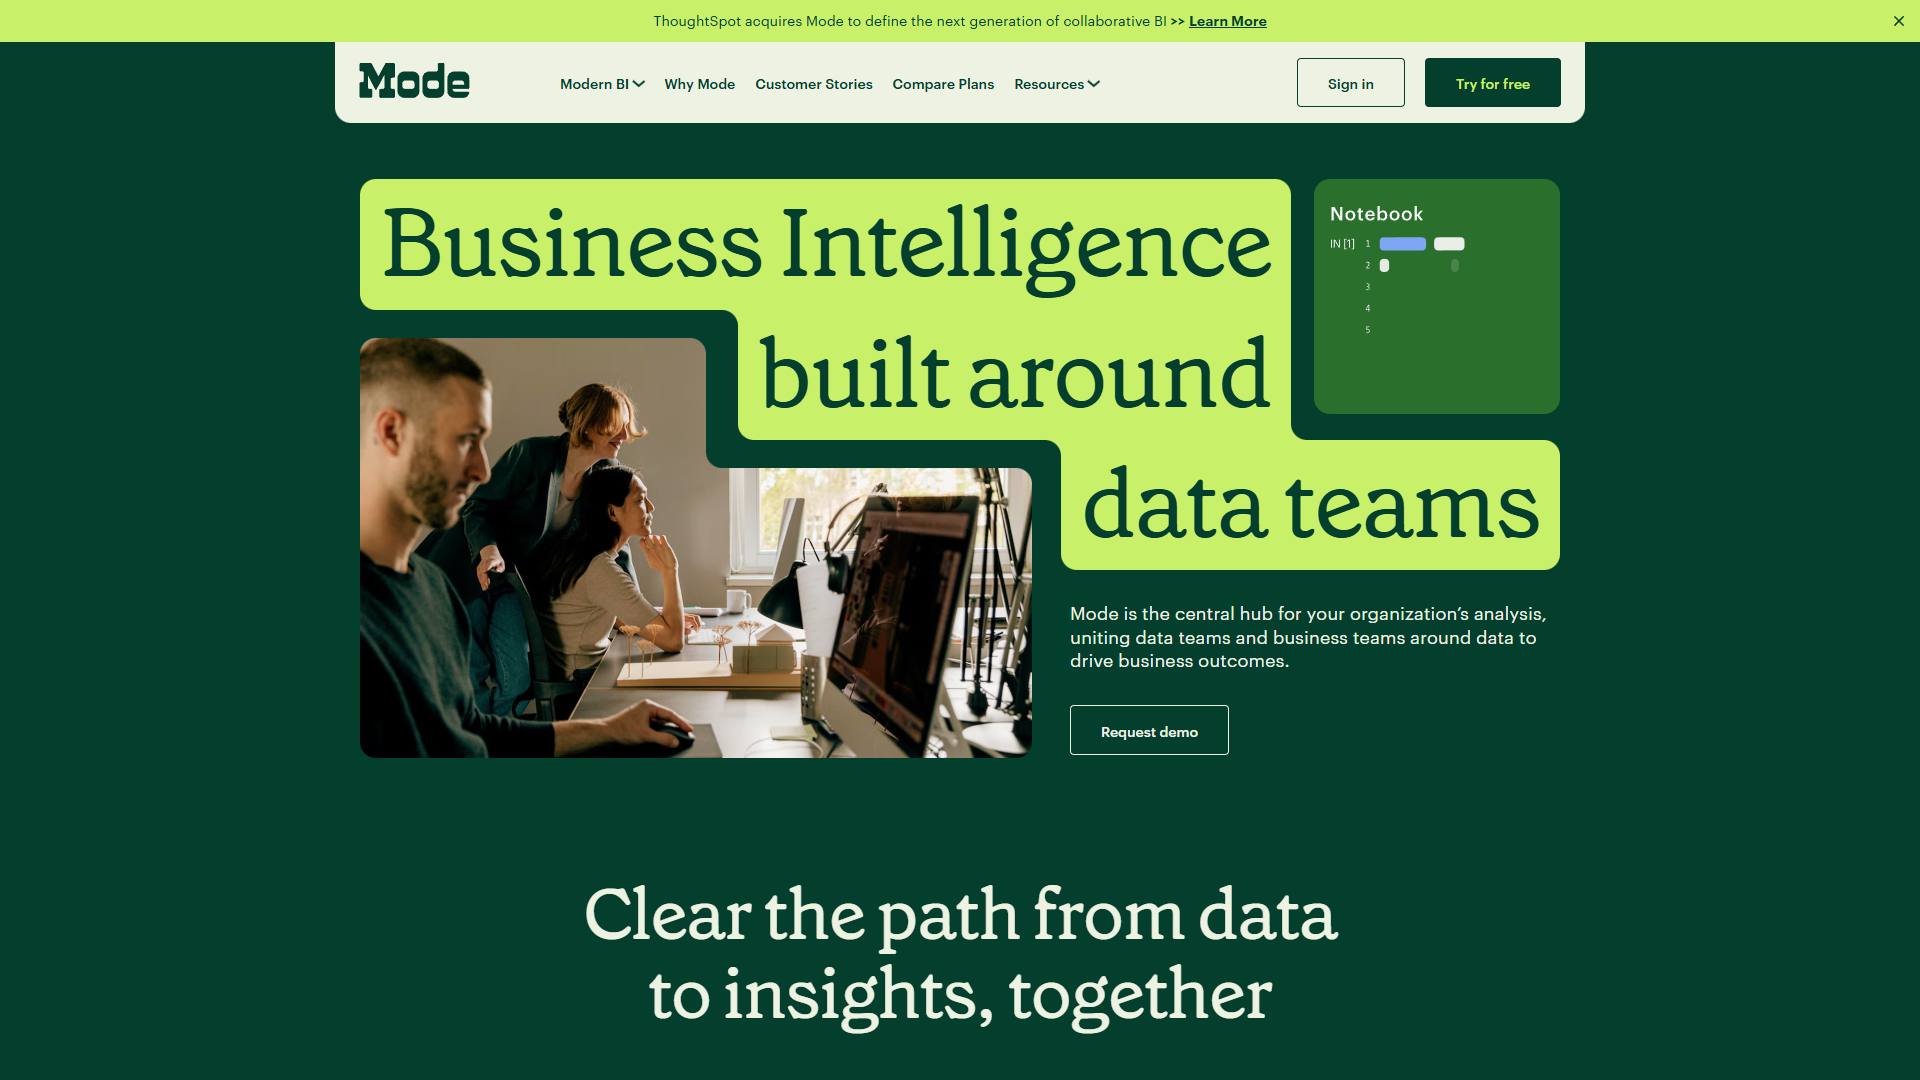 ThoughtSpot acquires Mode to define the next generation of collaborative BI >> Learn More
Mode
Modern BI
Why Mode
Customer Stories
Compare Plans
Resources
Sign in
Try for free
Business Intelligence
built around
data teams
Notebook
IN [1]
1
2
3
4
5
Mode is the central hub for your organization’s analysis,
uniting data teams and business teams around data to
drive business outcomes.
Request demo
Clear the path from data
to insights, together